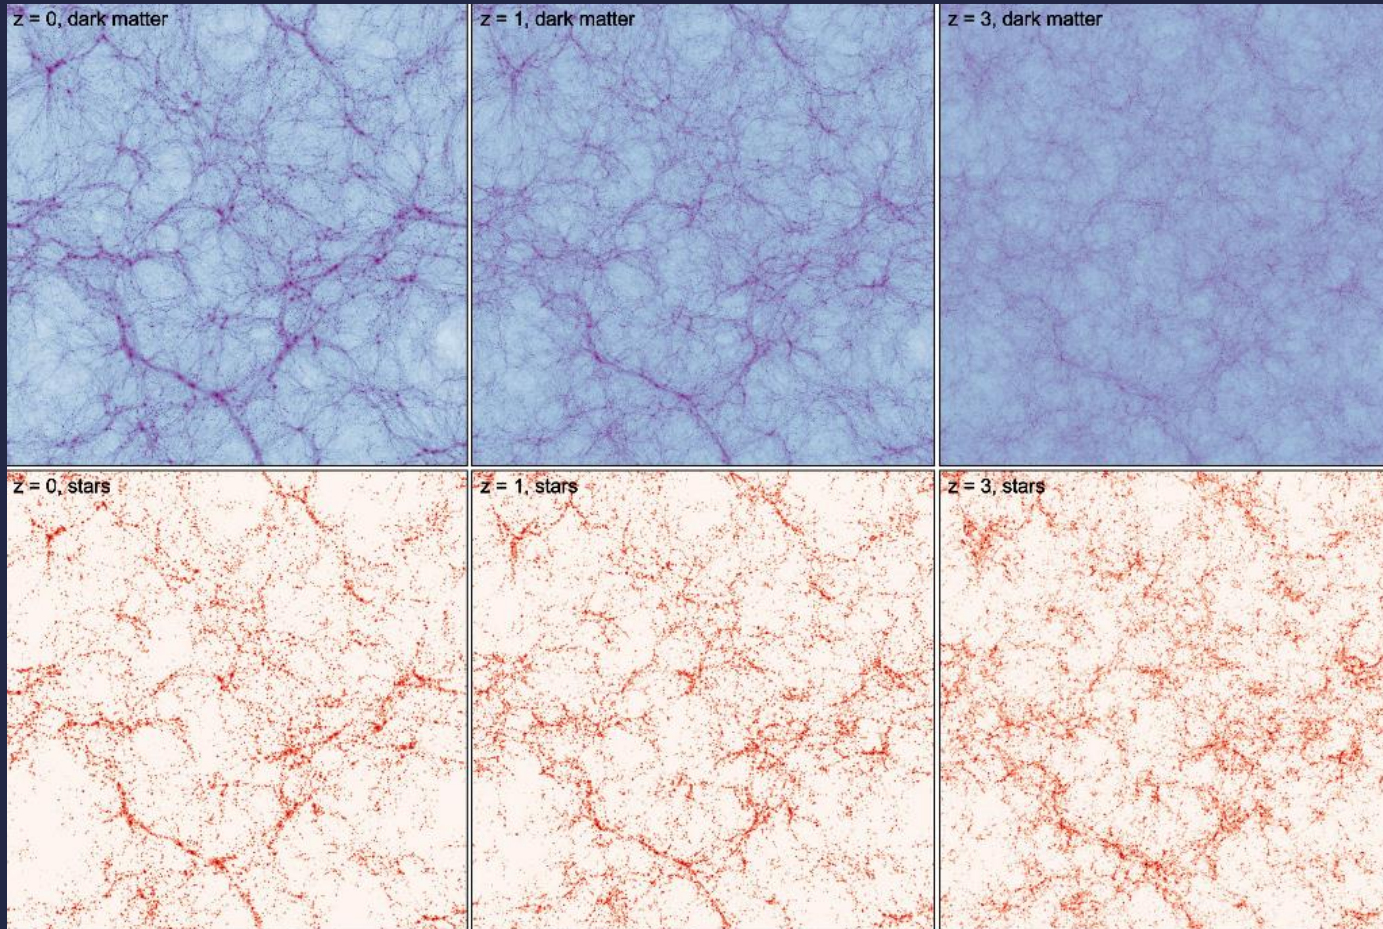 z = 0, dark matter
z = 1, dark matter
z = 3, dark matter
z = 0, stars
z = 1, stars
z = 3, stars